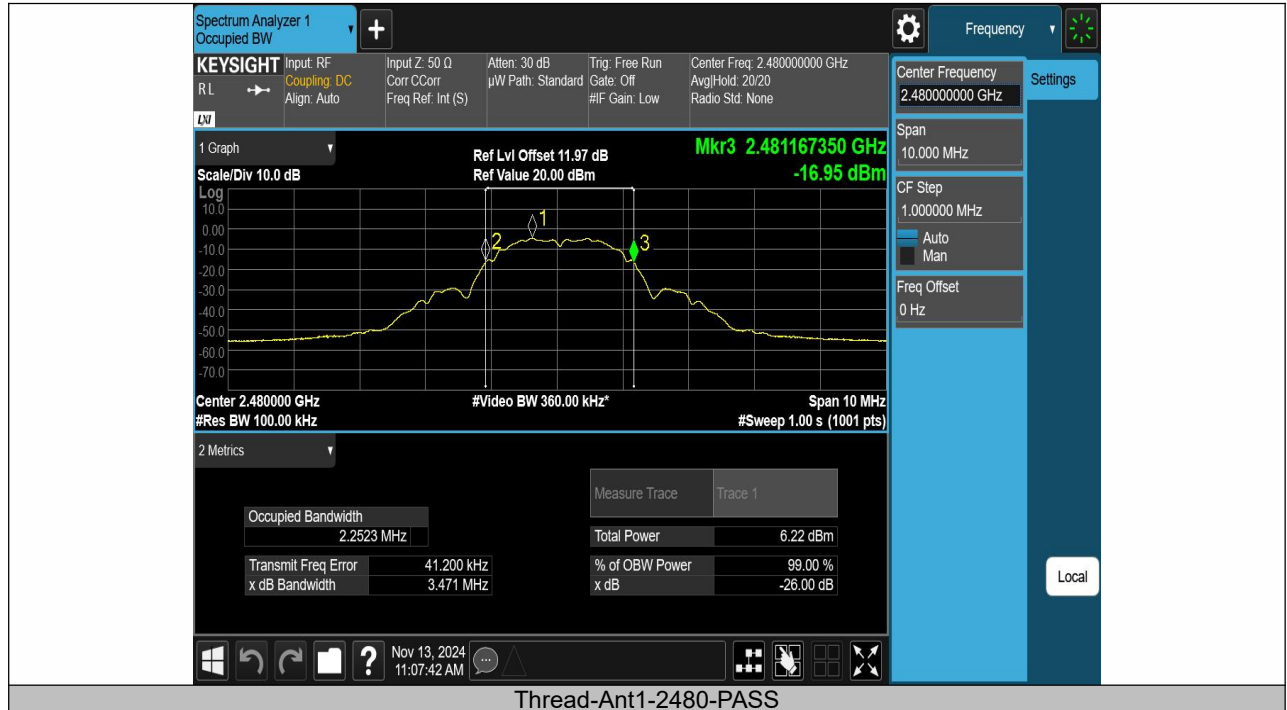 Spectrum Analyzer 1
Occupied BW
+
Frequency
KEYSIGHT
RL
LXI
Input: RF
Coupling: DC
Align: Auto
Input Z: 50 Ω
Corr CCorr
Freq Ref: Int (S)
Atten: 30 dB
µW Path: Standard
Trig: Free Run
Gate: Off
#IF Gain: Low
Center Freq: 2.480000000 GHz
Avg|Hold: 20/20
Radio Std: None
Center Frequency
2.480000000 GHz
Settings
Span
10.000 MHz
CF Step
1.000000 MHz
Auto
Man
Freq Offset
0 Hz
Local
1 Graph
Scale/Div 10.0 dB
Ref Lvl Offset 11.97 dB
Ref Value 20.00 dBm
Mkr3 2.481167350 GHz
-16.95 dBm
Log
10.0
0.00
-10.0
-20.0
-30.0
-40.0
-50.0
-60.0
-70.0
1
2
3
Center 2.480000 GHz
#Res BW 100.00 kHz
#Video BW 360.00 kHz*
Span 10 MHz
#Sweep 1.00 s (1001 pts)
2 Metrics
Measure Trace Trace 1
Occupied Bandwidth
2.2523 MHz
Total Power 6.22 dBm
Transmit Freq Error 41.200 kHz
% of OBW Power 99.00 %
x dB Bandwidth 3.471 MHz
x dB -26.00 dB
?
Nov 13, 2024
11:07:42 AM
Thread-Ant1-2480-PASS